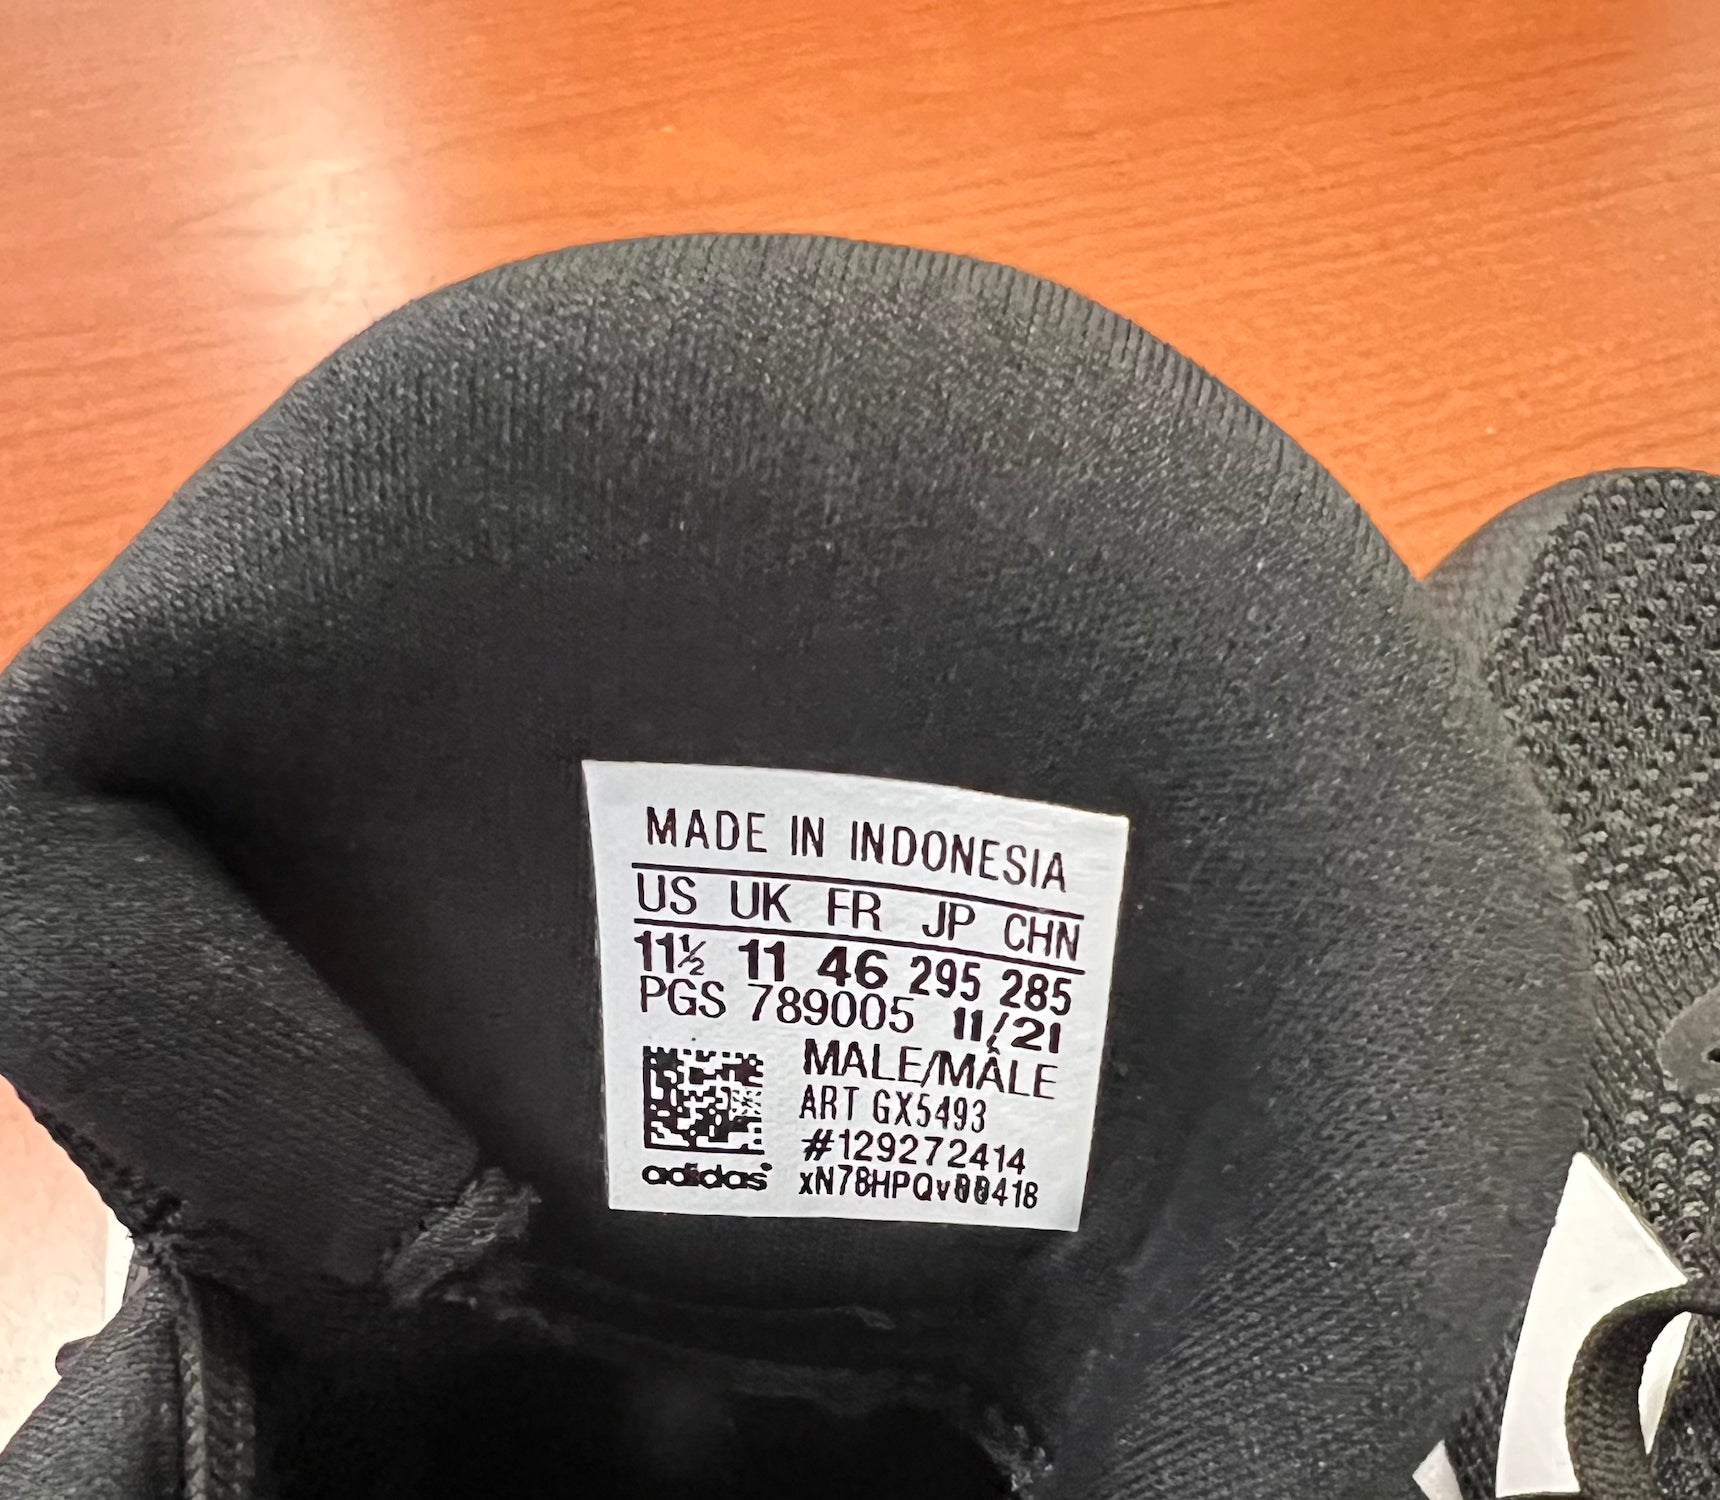 MADE IN INDONESIA
US UK FR JP CHN
11½ 11 46 295 285
PGS 789005 11/21
MALE/MÂLE
ART GX5493
#129272414
adidas